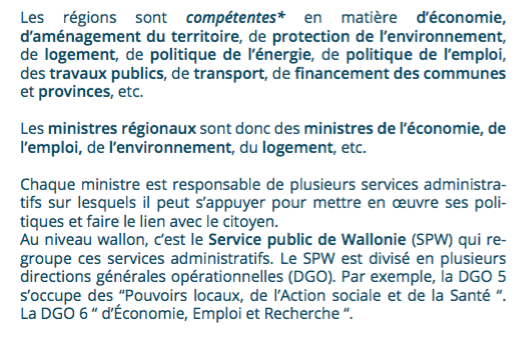 Les régions sont compétentes* en matière d’économie,
d’aménagement du territoire, de protection de l’environnement,
de logement, de politique de l’énergie, de politique de l’emploi,
des travaux publics, de transport, de financement des communes
et provinces, etc.
Les ministres régionaux sont donc des ministres de l’économie, de
l’emploi, de l’environnement, du logement, etc.
Chaque ministre est responsable de plusieurs services administra-
tifs sur lesquels il peut s’appuyer pour mettre en œuvre ses poli-
tiques et faire le lien avec le citoyen.
Au niveau wallon, c’est le Service public de Wallonie (SPW) qui re-
groupe ces services administratifs. Le SPW est divisé en plusieurs
directions générales opérationnelles (DGO). Par exemple, la DGO 5
s’occupe des “Pouvoirs locaux, de l’Action sociale et de la Santé “.
La DGO 6 “ d’Économie, Emploi et Recherche “.